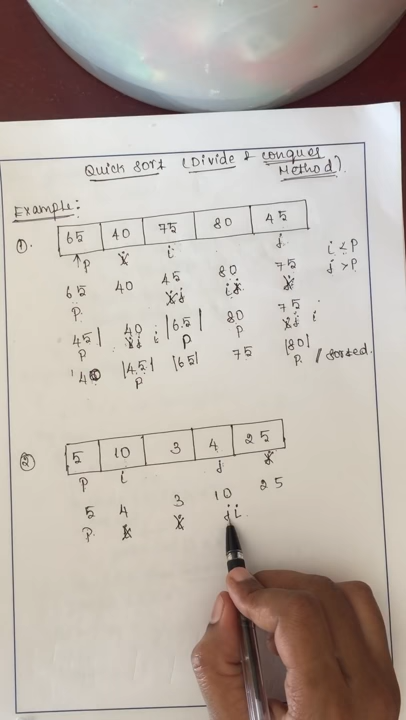 Quick sort (Divide & conquer
Method).
Example:
①. 65 40 75 80 45
↑P i i j i < P
65 40 45 80 75 j > P
P i j i j j
45| 40 |65| 80 75
P i j i P P i j i
40 |45| |65| 75 |80| // sorted.
P P
② 5 10 3 4 25
P i j j
5 4 3 10 25
P. i i j i.